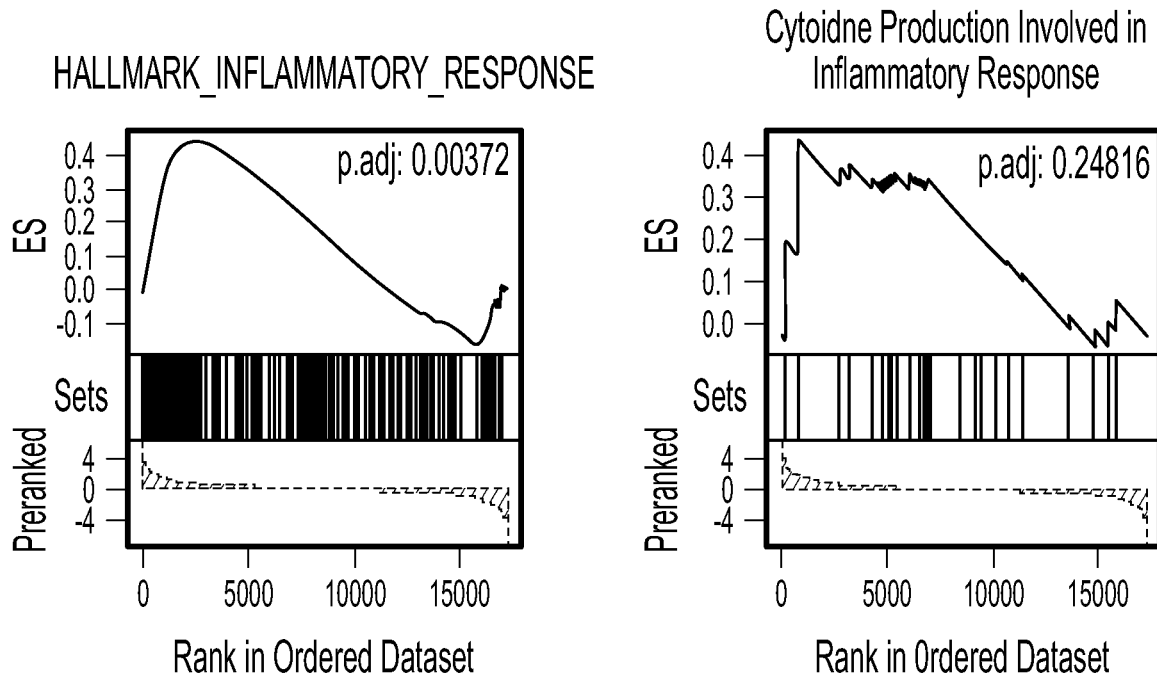 HALLMARK_INFLAMMATORY_RESPONSE
p.adj: 0.00372
ES
0.4
0.3
0.2
0.1
0.0
-0.1
Sets
Preranked
4
0
-4
0
5000
10000
15000
Rank in Ordered Dataset
Cytoidne Production Involved in
Inflammatory Response
p.adj: 0.24816
ES
0.4
0.3
0.2
0.1
0.0
Sets
Preranked
4
0
-4
0
5000
10000
15000
Rank in 0rdered Dataset